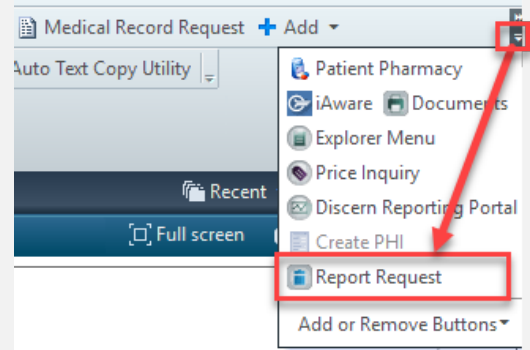 Medical Record Request Add
Auto Text Copy Utility
Patient Pharmacy
iAware Documents
Explorer Menu
Price Inquiry
Recent
Discern Reporting Portal
Full screen
Create PHI
Report Request
Add or Remove Buttons